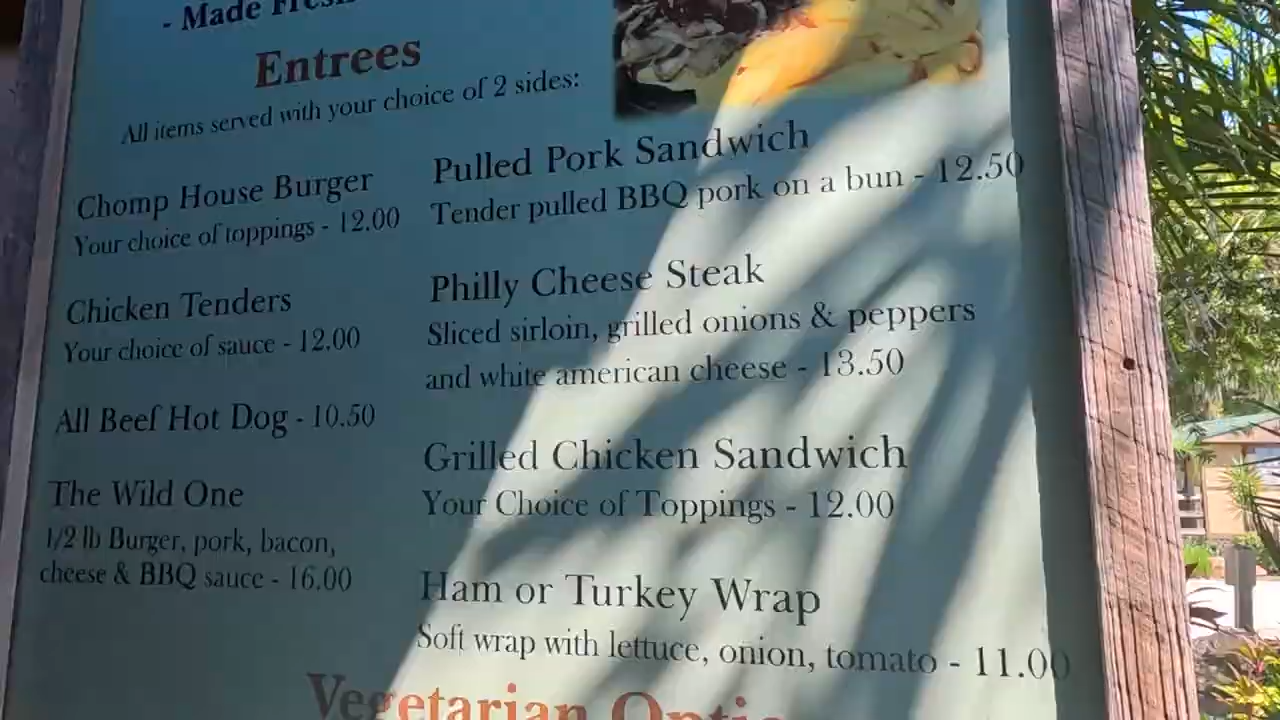 - Made Fresh
Entrees
All items served with your choice of 2 sides:
Chomp House Burger
Your choice of toppings - 12.00
Chicken Tenders
Your choice of sauce - 12.00
All Beef Hot Dog - 10.50
The Wild One
1/2 lb Burger, pork, bacon,
cheese & BBQ sauce - 16.00
Pulled Pork Sandwich
Tender pulled BBQ pork on a bun - 12.50
Philly Cheese Steak
Sliced sirloin, grilled onions & peppers
and white american cheese - 13.50
Grilled Chicken Sandwich
Your Choice of Toppings - 12.00
Ham or Turkey Wrap
Soft wrap with lettuce, onion, tomato - 11.00
Vegetarian